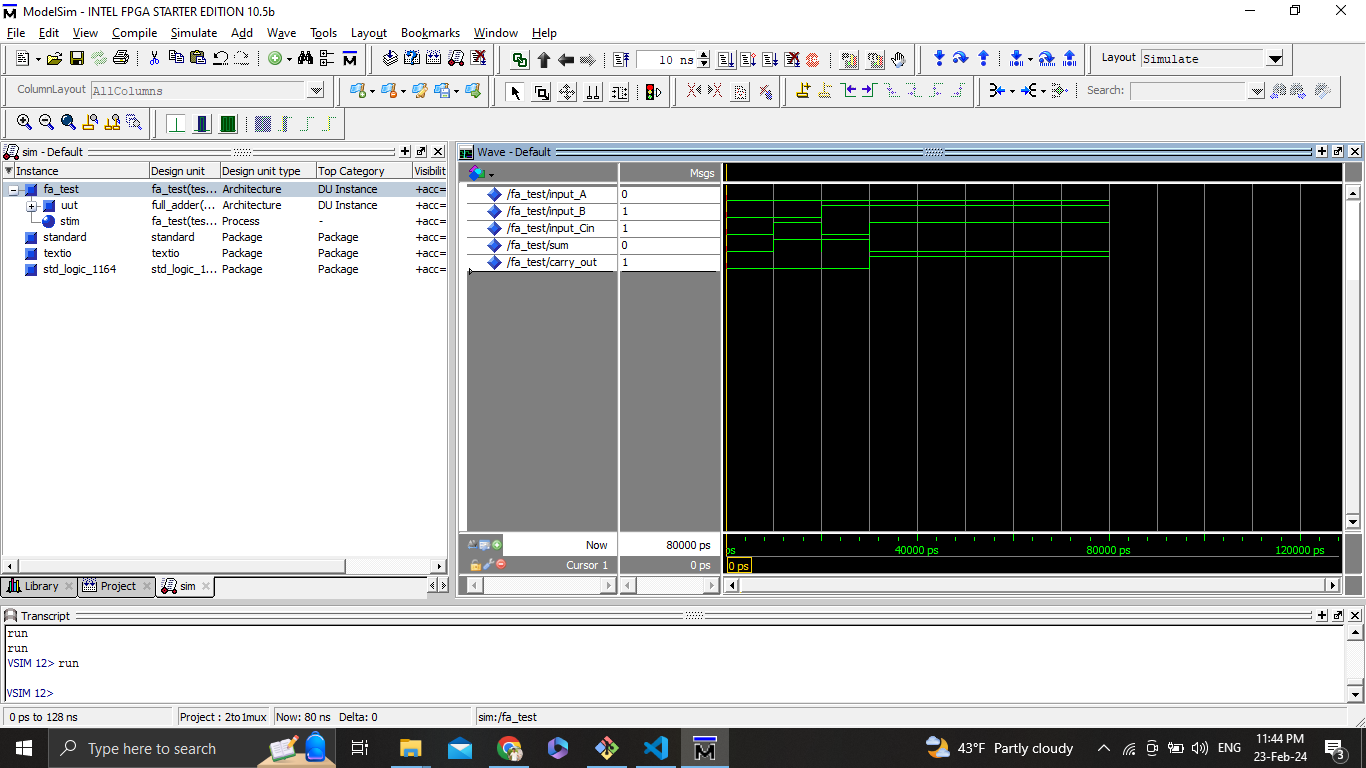 ModelSim - INTEL FPGA STARTER EDITION 10.5b
File Edit View Compile Simulate Add Wave Tools Layout Bookmarks Window Help
10 ns
Layout Simulate
ColumnLayout AllColumns
Search:
sim - Default
Instance Design unit Design unit type Top Category Visibilit
fa_test fa_test(tes... Architecture DU Instance +acc=
uut full_adder(... Architecture DU Instance +acc=
stim fa_test(tes... Process - +acc=
standard standard Package Package +acc=
textio textio Package Package +acc=
std_logic_1164 std_logic_1... Package Package +acc=
Library Project sim
Wave - Default
Msgs
/fa_test/input_A 0
/fa_test/input_B 1
/fa_test/input_Cin 1
/fa_test/sum 0
/fa_test/carry_out 1
Now 80000 ps
Cursor 1 0 ps
ps 40000 ps 80000 ps 120000 ps
0 ps
Transcript
run
run
VSIM 12> run
VSIM 12>
0 ps to 128 ns Project : 2to1mux Now: 80 ns Delta: 0 sim:/fa_test
Type here to search
43°F Partly cloudy
ENG
11:44 PM
23-Feb-24
3